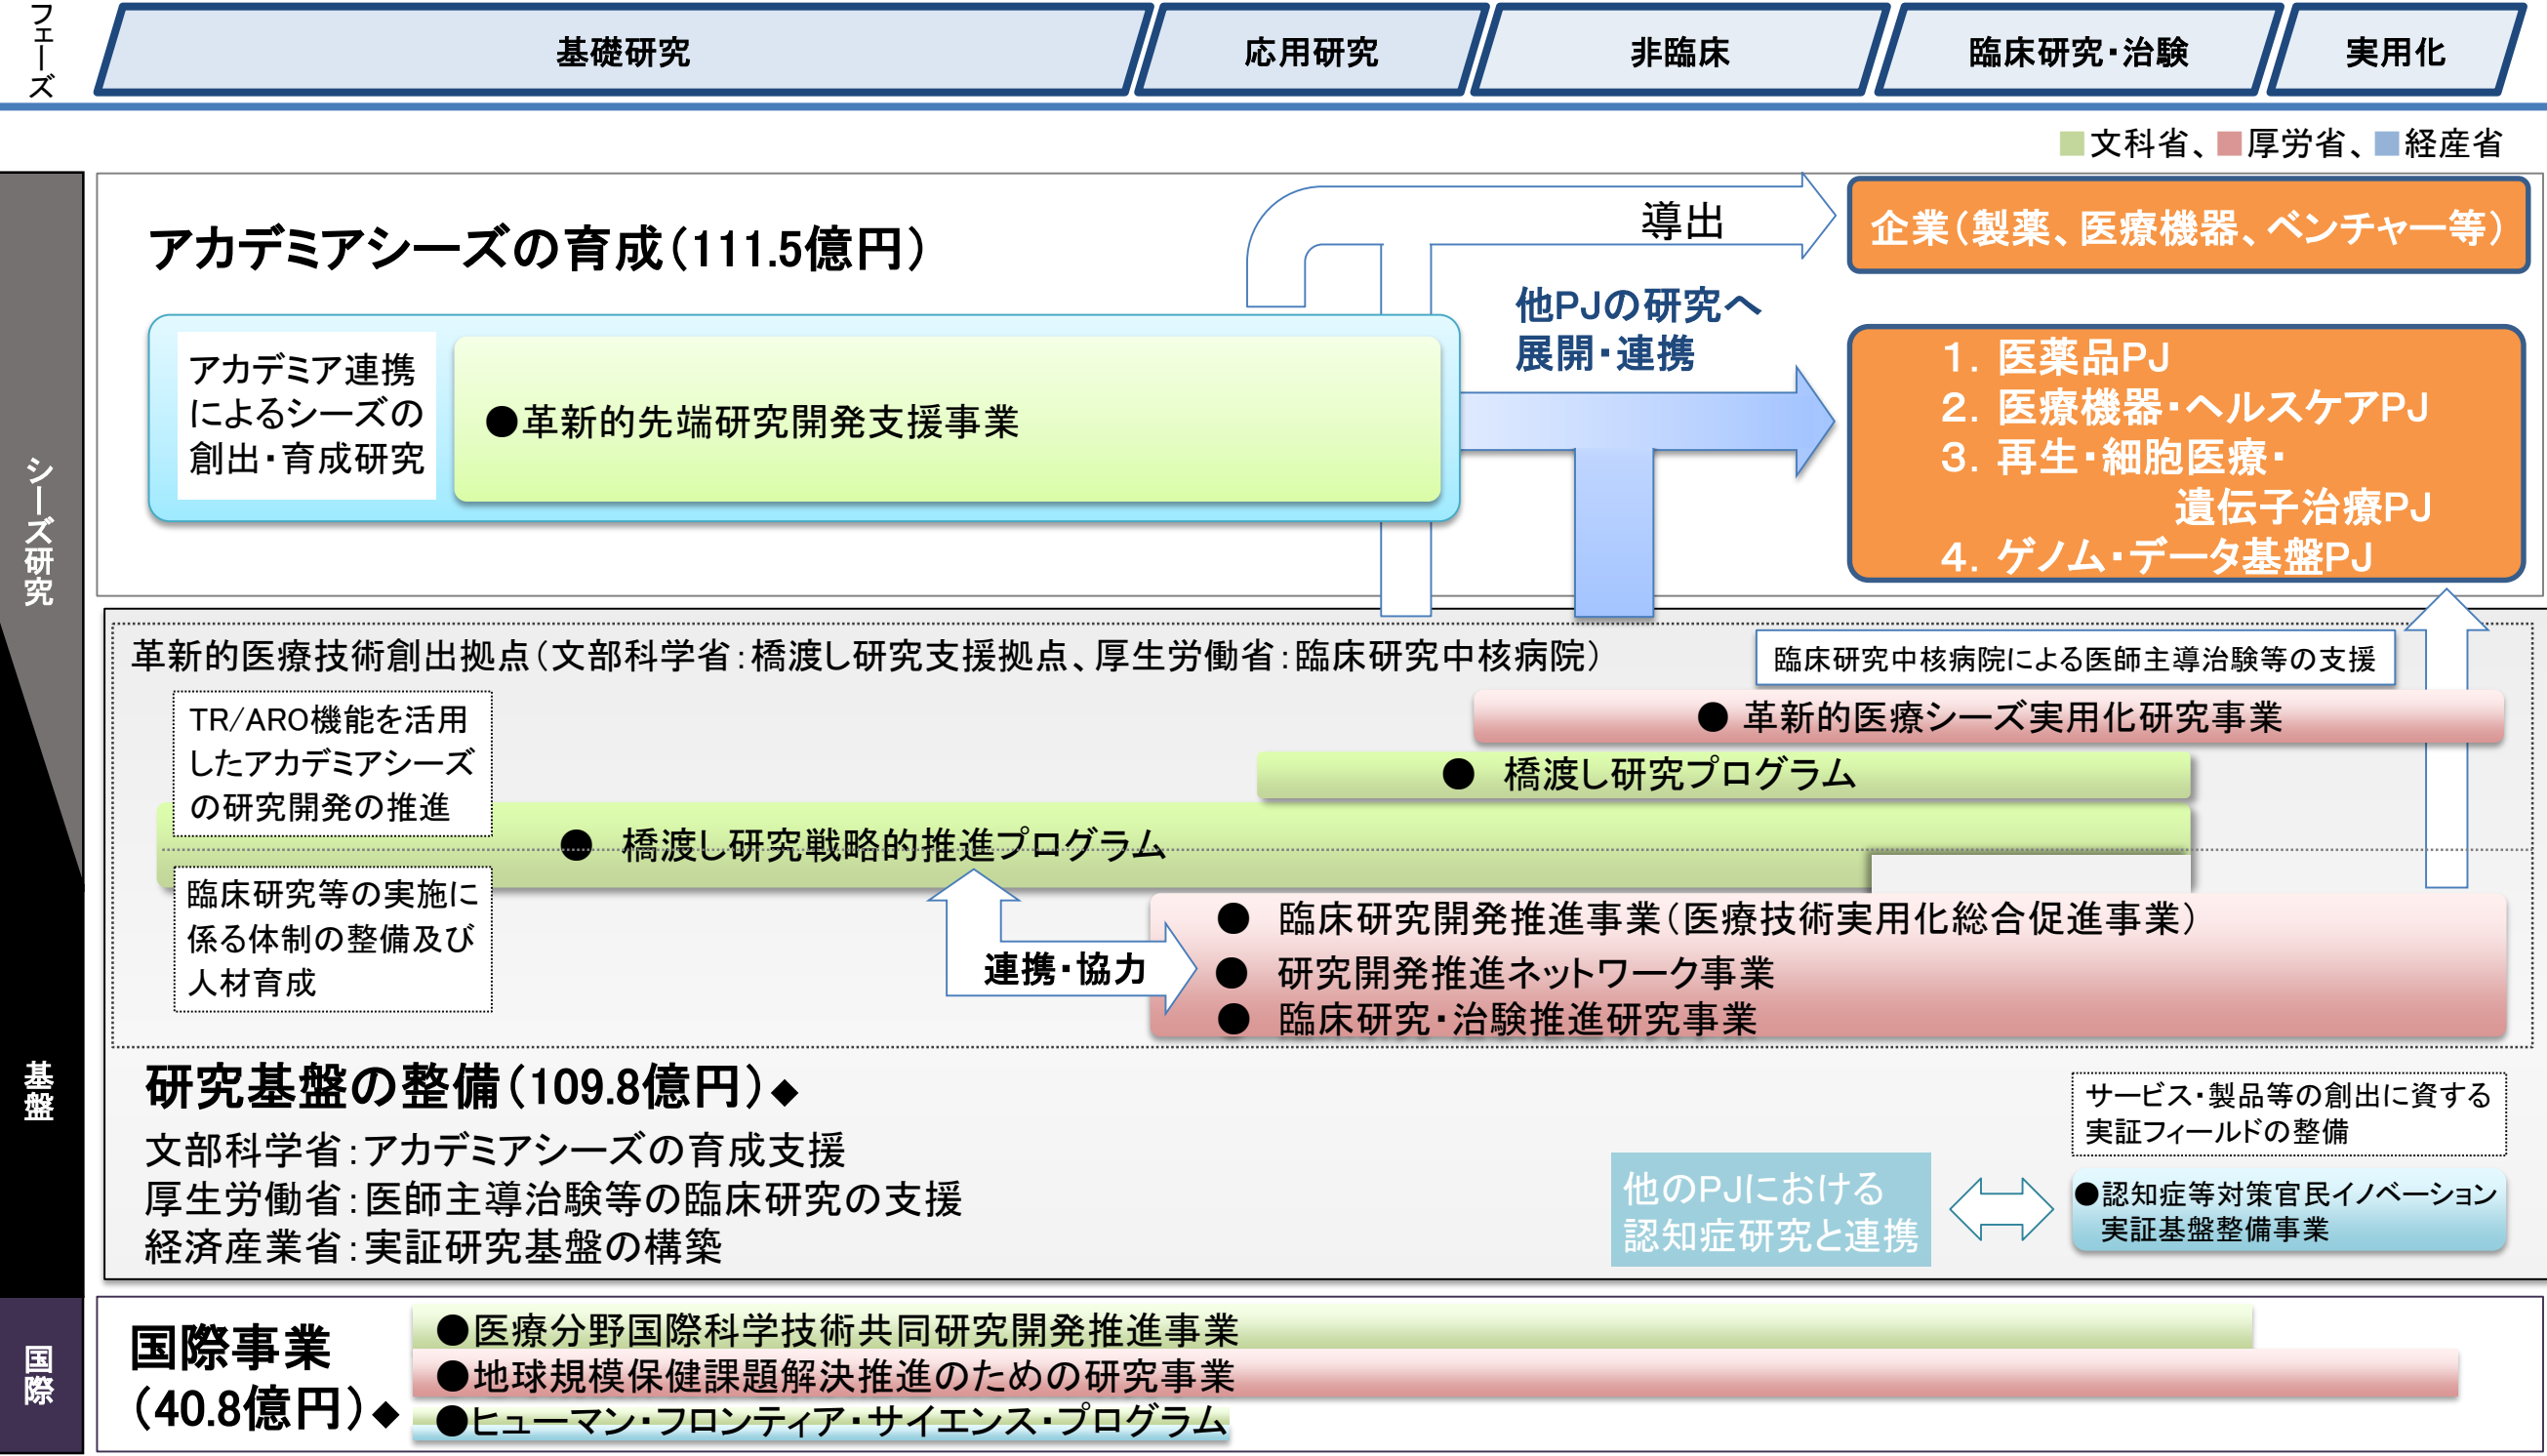 フェーズ
基礎研究
応用研究
非臨床
臨床研究・治験
実用化
■文科省、■厚労省、■経産省
シーズ研究
アカデミアシーズの育成(111.5億円)
導出
企業(製薬、医療機器、ベンチャー等)
他PJの研究へ
展開・連携
アカデミア連携
によるシーズの
創出・育成研究
●革新的先端研究開発支援事業
1. 医薬品PJ
2. 医療機器・ヘルスケアPJ
3. 再生・細胞医療・
遺伝子治療PJ
4. ゲノム・データ基盤PJ
革新的医療技術創出拠点(文部科学省:橋渡し研究支援拠点、厚生労働省:臨床研究中核病院)
臨床研究中核病院による医師主導治験等の支援
TR/ARO機能を活用
したアカデミアシーズ
の研究開発の推進
● 革新的医療シーズ実用化研究事業
● 橋渡し研究プログラム
● 橋渡し研究戦略的推進プログラム
臨床研究等の実施に
係る体制の整備及び
人材育成
連携・協力
● 臨床研究開発推進事業(医療技術実用化総合促進事業)
● 研究開発推進ネットワーク事業
● 臨床研究・治験推進研究事業
基盤
研究基盤の整備(109.8億円)◆
文部科学省:アカデミアシーズの育成支援
厚生労働省:医師主導治験等の臨床研究の支援
経済産業省:実証研究基盤の構築
サービス・製品等の創出に資する
実証フィールドの整備
他のPJにおける
認知症研究と連携
●認知症等対策官民イノベーション
実証基盤整備事業
国際
国際事業
(40.8億円)◆
●医療分野国際科学技術共同研究開発推進事業
●地球規模保健課題解決推進のための研究事業
●ヒューマン・フロンティア・サイエンス・プログラム